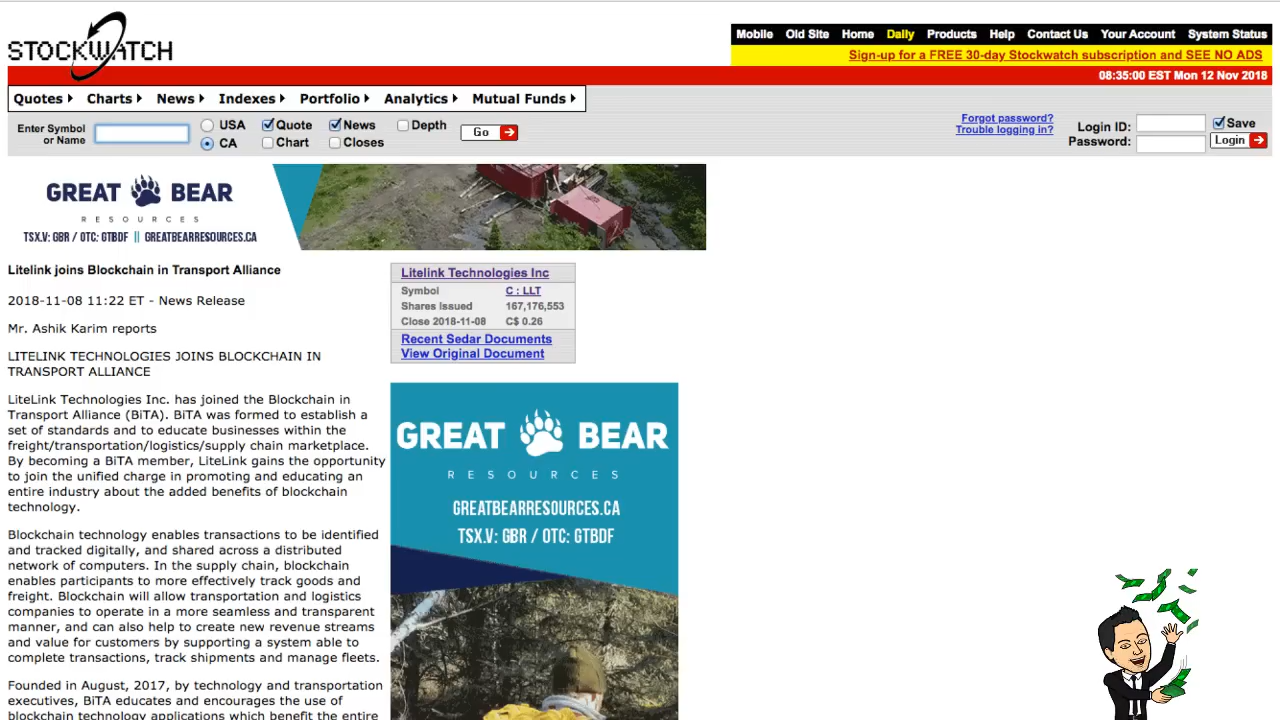 STOCKWATCH
Mobile Old Site Home Daily Products Help Contact Us Your Account System Status
Sign-up for a FREE 30-day Stockwatch subscription and SEE NO ADS
08:35:00 EST Mon 12 Nov 2018
Quotes Charts News Indexes Portfolio Analytics Mutual Funds
Enter Symbol
or Name
USA
CA
Quote
Chart
News
Closes
Depth
Go
Forgot password?
Trouble logging in?
Login ID:
Password:
Save
Login
GREAT BEAR
RESOURCES
TSX.V: GBR / OTC: GTBDF || GREATBEARRESOURCES.CA
Litelink joins Blockchain in Transport Alliance
2018-11-08 11:22 ET - News Release
Mr. Ashik Karim reports
LITELINK TECHNOLOGIES JOINS BLOCKCHAIN IN
TRANSPORT ALLIANCE
LiteLink Technologies Inc. has joined the Blockchain in
Transport Alliance (BiTA). BiTA was formed to establish a
set of standards and to educate businesses within the
freight/transportation/logistics/supply chain marketplace.
By becoming a BiTA member, LiteLink gains the opportunity
to join the unified charge in promoting and educating an
entire industry about the added benefits of blockchain
technology.
Blockchain technology enables transactions to be identified
and tracked digitally, and shared across a distributed
network of computers. In the supply chain, blockchain
enables participants to more effectively track goods and
freight. Blockchain will allow transportation and logistics
companies to operate in a more seamless and transparent
manner, and can also help to create new revenue streams
and value for customers by supporting a system able to
complete transactions, track shipments and manage fleets.
Founded in August, 2017, by technology and transportation
executives, BiTA educates and encourages the use of
blockchain technology applications which benefit the entire
Litelink Technologies Inc
Symbol C : LLT
Shares Issued 167,176,553
Close 2018-11-08 C$ 0.26
Recent Sedar Documents
View Original Document
GREAT BEAR
RESOURCES
GREATBEARRESOURCES.CA
TSX.V: GBR / OTC: GTBDF